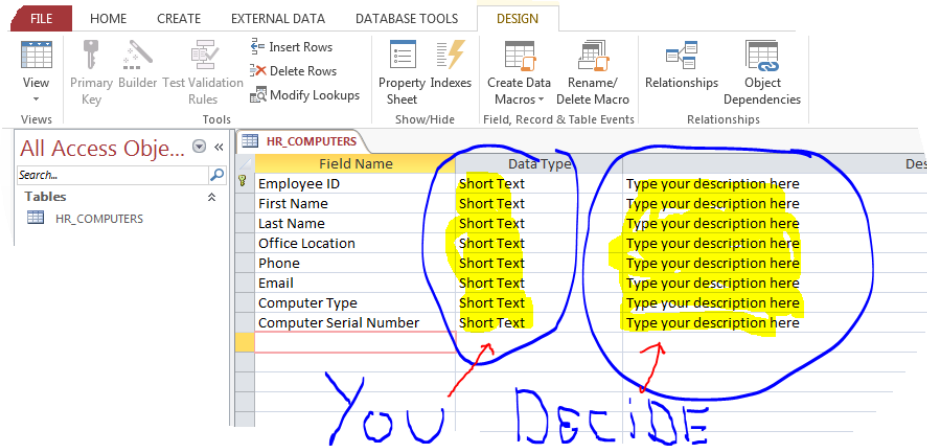 FILE HOME CREATE EXTERNAL DATA DATABASE TOOLS DESIGN
View
Primary Key
Builder
Test Validation Rules
Insert Rows
Delete Rows
Modify Lookups
Property Sheet
Indexes
Create Data Macros
Rename/ Delete Macro
Relationships
Object Dependencies
Views Tools Show/Hide Field, Record & Table Events Relationships
All Access Obje... «
Search...
Tables
HR_COMPUTERS
HR_COMPUTERS
Field Name Data Type Des
Employee ID Short Text Type your description here
First Name Short Text Type your description here
Last Name Short Text Type your description here
Office Location Short Text Type your description here
Phone Short Text Type your description here
Email Short Text Type your description here
Computer Type Short Text Type your description here
Computer Serial Number Short Text Type your description here
YOU DECiDE